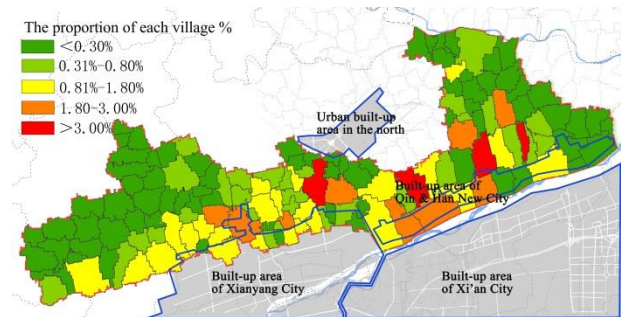 The proportion of each village %
<0.30%
0.31%-0.80%
0.81%-1.80%
1.80-3.00%
>3.00%
Urban built-up
area in the north
Built-up area of
Qin & Han New City
Built-up area
of Xianyang City
Built-up area
of Xi'an City